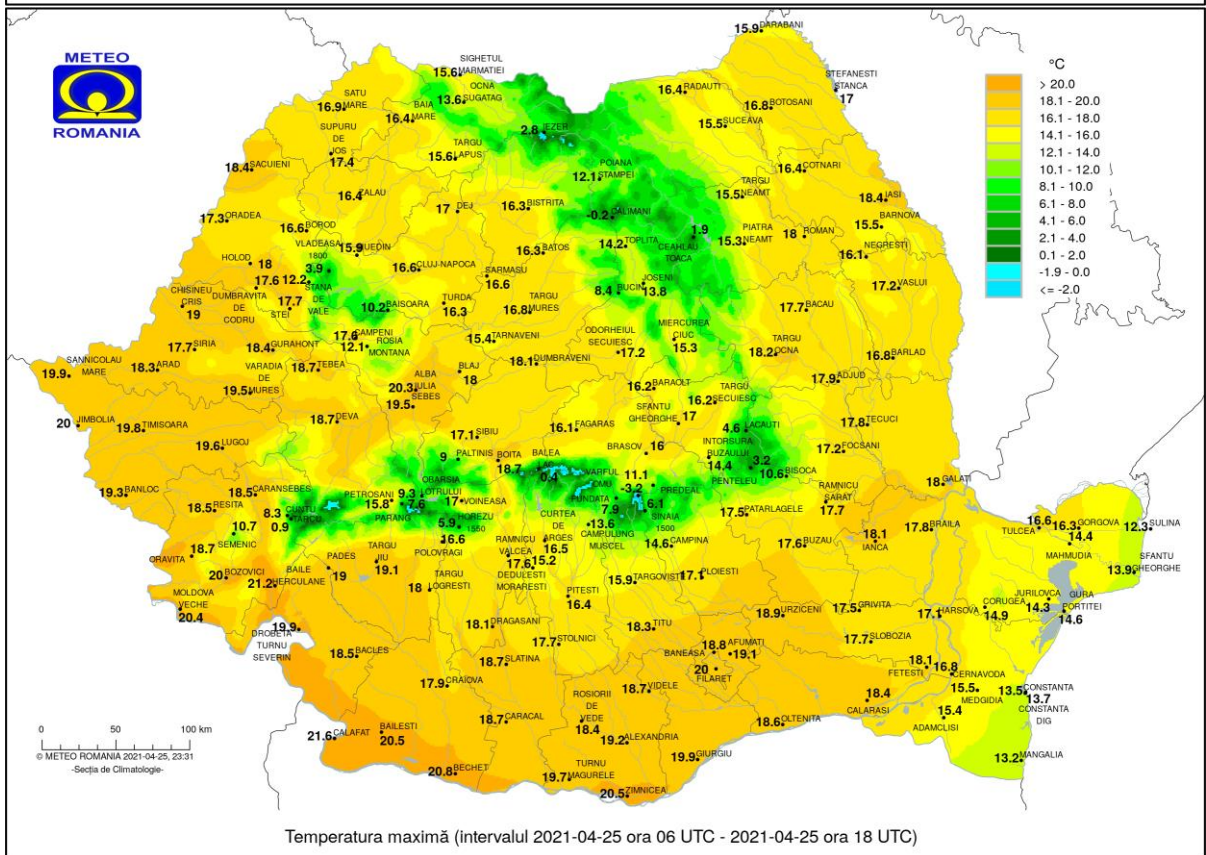 METEO
ROMANIA
°C
> 20.0
18.1 - 20.0
16.1 - 18.0
14.1 - 16.0
12.1 - 14.0
10.1 - 12.0
8.1 - 10.0
6.1 - 8.0
4.1 - 6.0
2.1 - 4.0
0.1 - 2.0
-1.9 - 0.0
<= -2.0
15.9 DARABANI
15.6 SIGHETUL MARMATIEI
13.6 OCNA SUGATAG
16.9 SATU MARE
16.4 BAIA MARE
2.8 IEZER
16.4 RADAUTI
16.8 BOTOSANI
STEFANESTI STANCA 17
15.5 SUCEAVA
SUPURU DE JOS 17.4
15.6 TARGU LAPUS
12.1 POIANA STAMPEI
16.4 COTNARI
18.4 SACUIENI
16.4 ZALAU
17 DEJ
16.3 BISTRITA
-0.2 CALIMANI
15.5 TARGU NEAMT
18.4 IASI
17.3 ORADEA
16.6 BOROD
15.9 HUEDIN
16.3 BATOS
14.2 TOPLITA
1.9 CEAHLAU TOACA
15.3 PIATRA NEAMT
18 ROMAN
15.5 BARNOVA
16.1 NEGRESTI
HOLOD 18
VLADEASA 1800 3.9
12.2 STANA DE VALE
17.6 DUMBRAVITA DE CODRU
17.7 STEI
16.6 CLUJ-NAPOCA
SARMASU 16.6
8.4 BUCIN
JOSENI 13.8
17.2 VASLUI
CHISINEU CRIS 19
10.2 BAISOARA
TURDA 16.3
16.8 TARGU MURES
17.7 BACAU
17.7 SIRIA
18.4 GURAHONT
17.6 CAMPENI
12.1 ROSIA MONTANA
15.4 TARNAVENI
ODORHEIUL SECUIESC 17.2
MIERCUREA CIUC 15.3
18.2 TARGU OCNA
16.8 BARLAD
SANNICOLAU MARE 19.9
18.3 ARAD
19.5 VARADIA DE MURES
18.7 TEBEA
20.3 ALBA IULIA
BLAJ 18
18.1 DUMBRAVENI
16.2 BARAOLT
16.2 TARGU SECUIESC
17.9 ADJUD
19.5 SEBES
20 JIMBOLIA
19.8 TIMISOARA
18.7 DEVA
19.6 LUGOJ
17.1 SIBIU
16.1 FAGARAS
SFANTU GHEORGHE 17
4.6 LACAUTI
17.8 TECUCI
17.2 FOCSANI
9 PALTINIS
BOITA 18.7
BALEA 0.4
BRASOV 16
INTORSURA BUZAULUI 14.4
3.2 PENTELEU
10.6 BISOCA
18 GALATI
19.3 BANLOC
18.5 RESITA
18.5 CARANSEBES
8.3 CUNTU
0.9 TARCU
PETROSANI 15.8
9.3 OBARSIA LOTRULUI
PARANG 7.6
17 VOINEASA
VARFUL OMU -3.2
FUNDATA 7.9
11.1 PREDEAL
6.1 SINAIA 1500
RAMNICU SARAT 17.7
17.5 PATARLAGELE
10.7 SEMENIC
5.9 HOREZU 1550
CURTEA DE ARGES 16.5
13.6 CAMPULUNG MUSCEL
14.6 CAMPINA
17.6 BUZAU
18.1 IANCA
17.8 BRAILA
TULCEA 16.6
16.3 GORGOVA
14.4 MAHMUDIA
12.3 SULINA
ORAVITA 18.7
20 BOZOVICI
21.2 BAILE HERCULANE
PADES 19
TARGU JIU 19.1
16.6 POLOVRAGI
RAMNICU VALCEA 17.6
15.2 DEDULESTI MORARESTI
PITESTI 16.4
15.9 TARGOVISTE
17.1 PLOIESTI
SFANTU GHEORGHE 13.9
JURILOVCA 14.3
GURA PORTITEI 14.6
CORUGEA 14.9
MOLDOVA VECHE 20.4
18 TARGU LOGRESTI
19.9 DROBETA TURNU SEVERIN
18.1 DRAGASANI
17.7 STOLNICI
18.3 TITU
18.9 URZICENI
17.5 GRIVITA
17.1 HARSOVA
18.5 BACLES
18.7 SLATINA
BANEASA 18.8
AFUMATI 19.1
20 FILARET
17.7 SLOBOZIA
18.1 FETESTI
16.8 CERNAVODA
17.9 CRAIOVA
18.7 VIDELE
18.4 CALARASI
15.5 MEDGIDIA
13.5 CONSTANTA
13.7 CONSTANTA DIG
15.4 ADAMCLISI
21.6 CALAFAT
BAILESTI 20.5
18.7 CARACAL
ROSIORII DE VEDE 18.4
19.2 ALEXANDRIA
18.6 OLTENITA
19.9 GIURGIU
13.2 MANGALIA
20.8 BECHET
19.7 TURNU MAGURELE
20.5 ZIMNICEA
0 50 100 km
© METEO ROMANIA 2021-04-25, 23:31
-Secția de Climatologie-
Temperatura maximă (intervalul 2021-04-25 ora 06 UTC - 2021-04-25 ora 18 UTC)